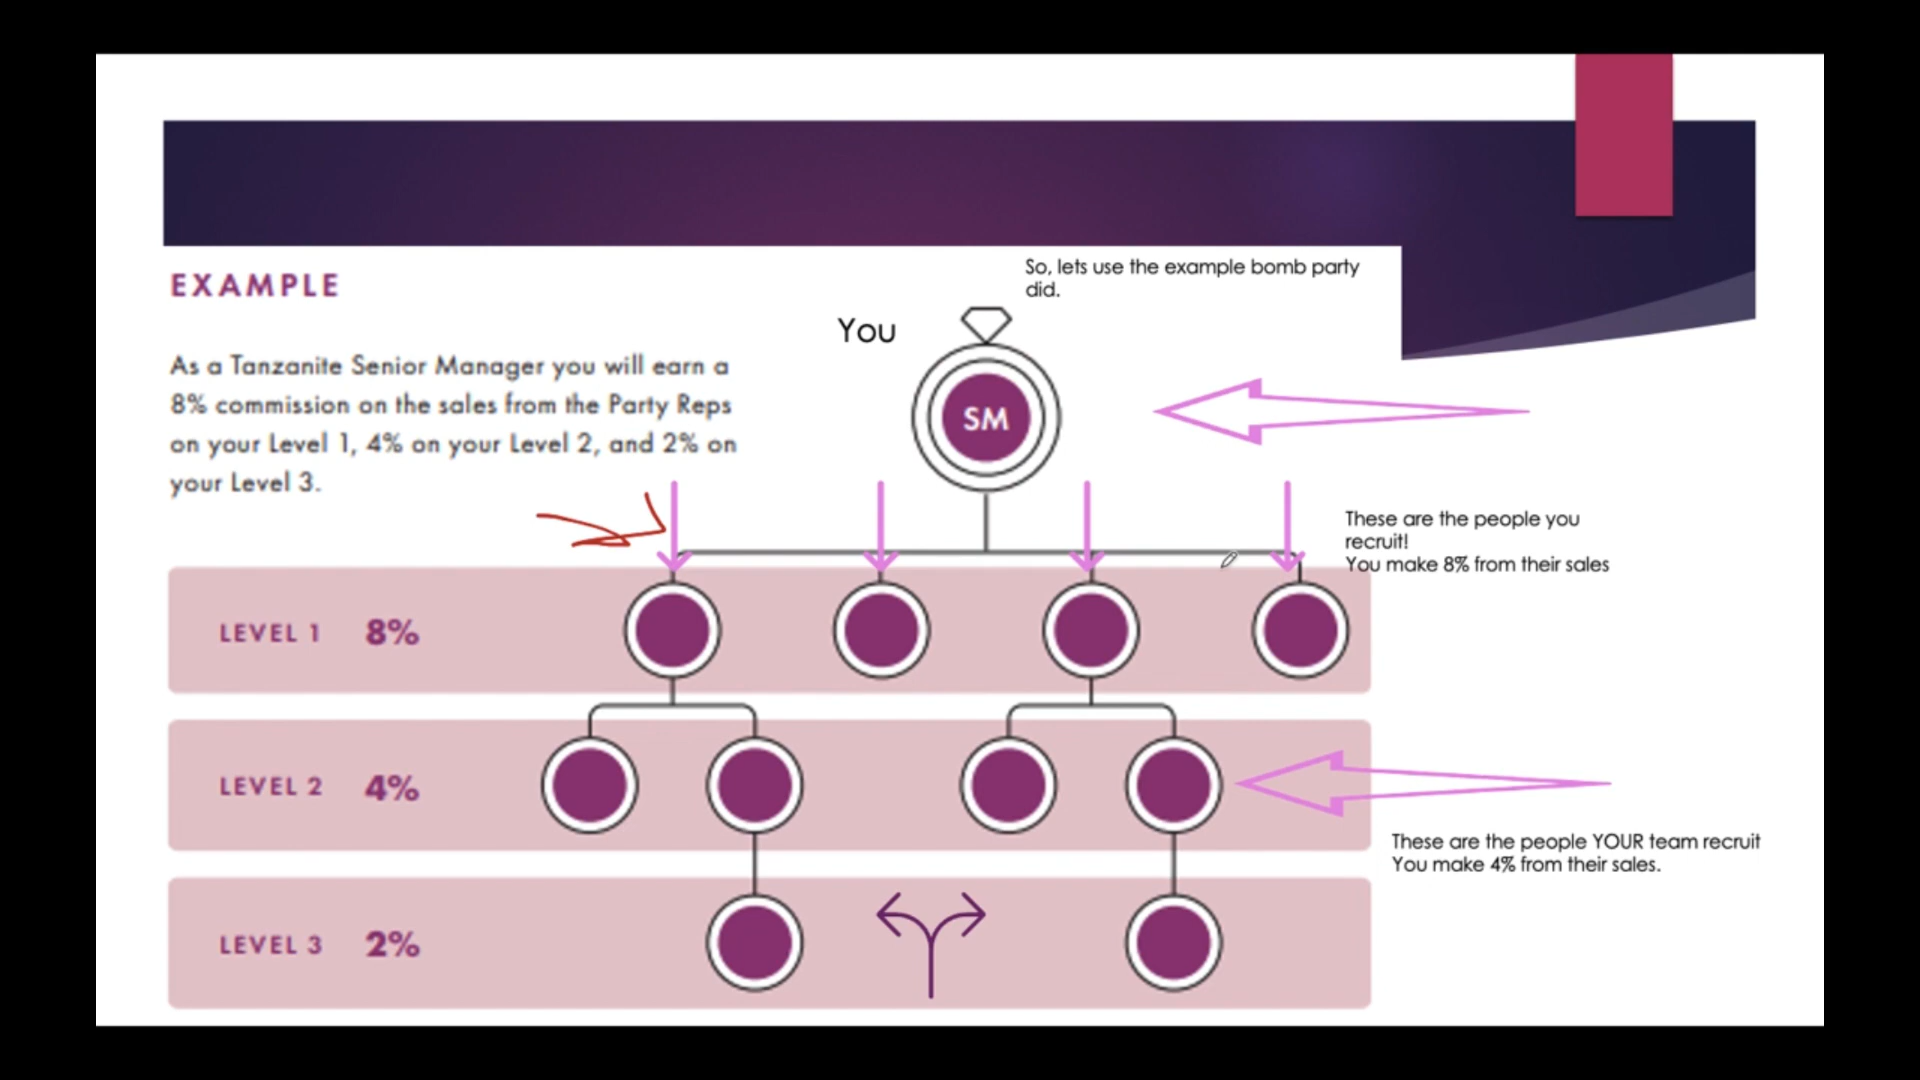 So, lets use the example bomb party
did.
EXAMPLE
You
As a Tanzanite Senior Manager you will earn a
8% commission on the sales from the Party Reps
on your Level 1, 4% on your Level 2, and 2% on
your Level 3.
SM
These are the people you
recruit!
You make 8% from their sales
LEVEL 1 8%
LEVEL 2 4%
These are the people YOUR team recruit
You make 4% from their sales.
LEVEL 3 2%